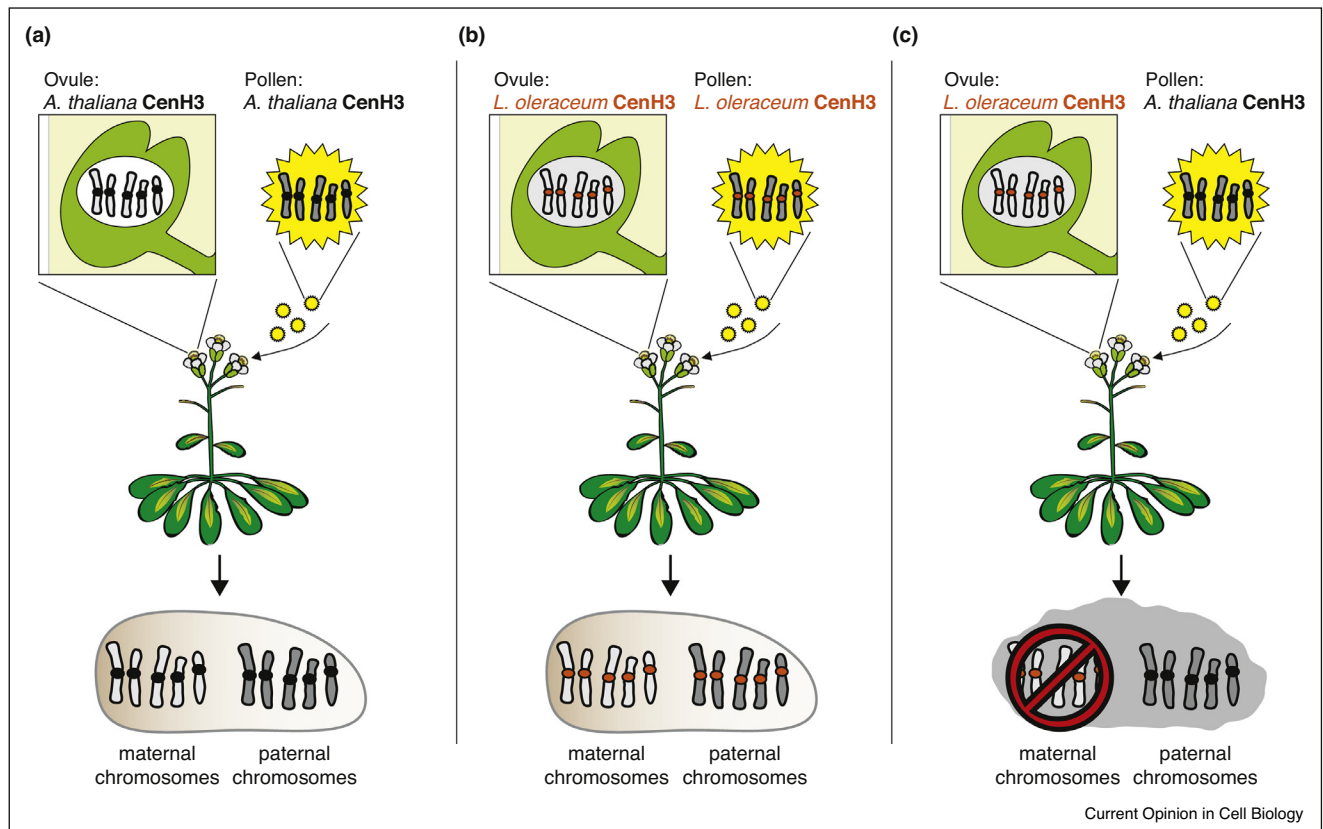 (a)
Ovule:
A. thaliana CenH3
Pollen:
A. thaliana CenH3
maternal
chromosomes
paternal
chromosomes
(b)
Ovule:
L. oleraceum CenH3
Pollen:
L. oleraceum CenH3
maternal
chromosomes
paternal
chromosomes
(c)
Ovule:
L. oleraceum CenH3
Pollen:
A. thaliana CenH3
maternal
chromosomes
paternal
chromosomes
Current Opinion in Cell Biology